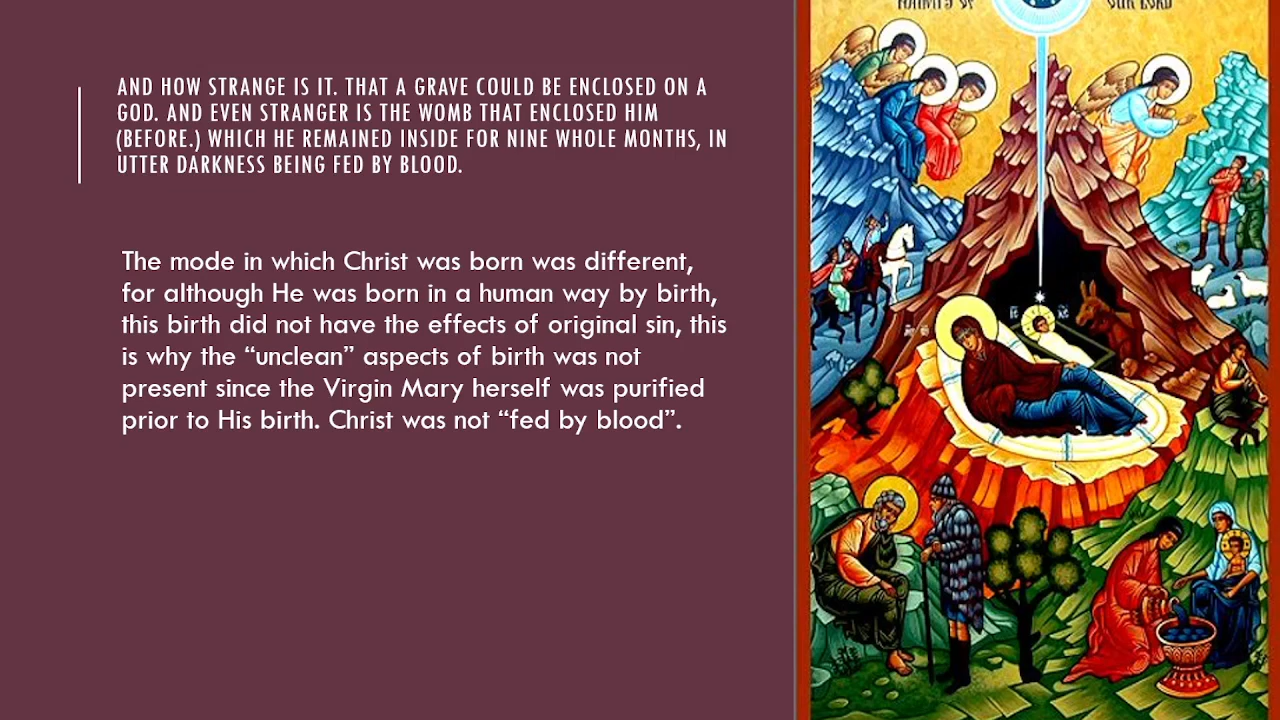 AND HOW STRANGE IS IT. THAT A GRAVE COULD BE ENCLOSED ON A
GOD. AND EVEN STRANGER IS THE WOMB THAT ENCLOSED HIM
(BEFORE.) WHICH HE REMAINED INSIDE FOR NINE WHOLE MONTHS, IN
UTTER DARKNESS BEING FED BY BLOOD.
The mode in which Christ was born was different,
for although He was born in a human way by birth,
this birth did not have the effects of original sin, this
is why the “unclean” aspects of birth was not
present since the Virgin Mary herself was purified
prior to His birth. Christ was not “fed by blood”.
OUR LORD